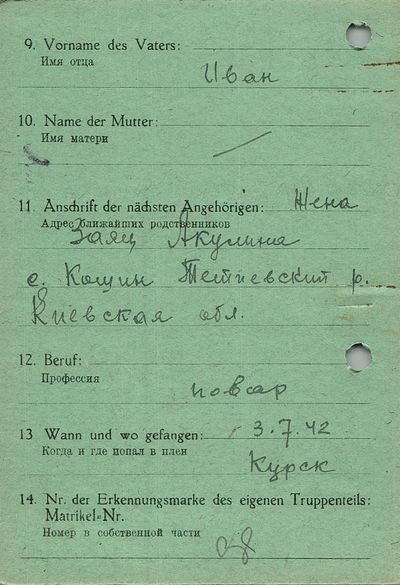 9. Vorname des Vaters:
Имя отца
Иван
10. Name der Mutter:
Имя матери
11. Anschrift der nächsten Angehörigen: Жена
Адрес ближайших родственников
Заяц Акулина
с. Кошин Тетиевский р.
Киевская обл.
12. Beruf:
Профессия
повар
13 Wann und wo gefangen: 3.7.42
Когда и где попал в плен
Курск
14. Nr. der Erkennungsmarke des eigenen Truppenteils:
Matrikel-Nr.
Номер в собственной части